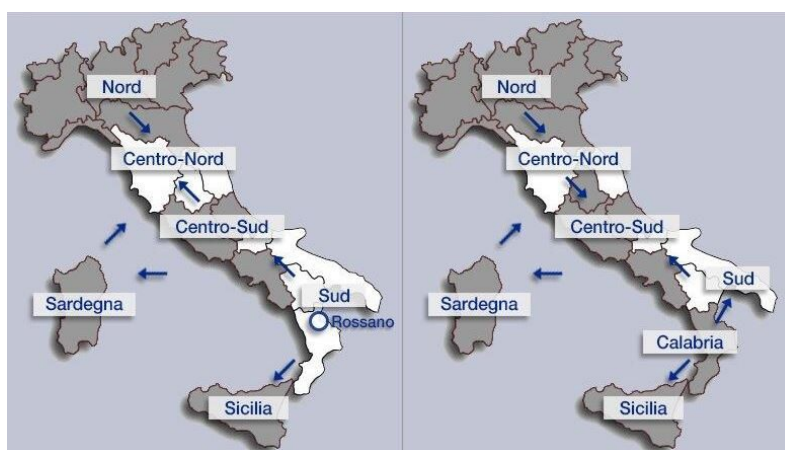 Nord
Centro-Nord
Centro-Sud
Sardegna
Sud
Rossano
Sicilia
Nord
Centro-Nord
Centro-Sud
Sud
Sardegna
Calabria
Sicilia